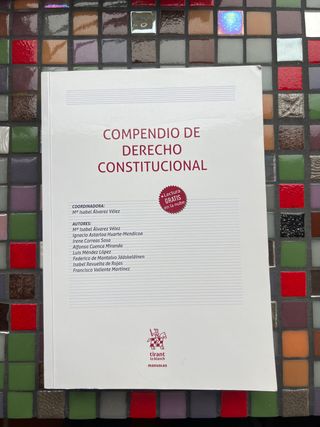 COMPENDIO DE
DERECHO
CONSTITUCIONAL
+Lectura
GRATIS
en la nube
COORDINADORA:
Mª Isabel Álvarez Vélez
AUTORES:
Mª Isabel Álvarez Vélez
Ignacio Astarloa Huarte-Mendicoa
Irene Correas Sosa
Alfonso Cuenca Miranda
Luis Méndez López
Federico de Montalvo Jääskeläinen
Isabel Revuelta de Rojas
Francisco Valiente Martínez
tirant
lo blanch
MANUALES